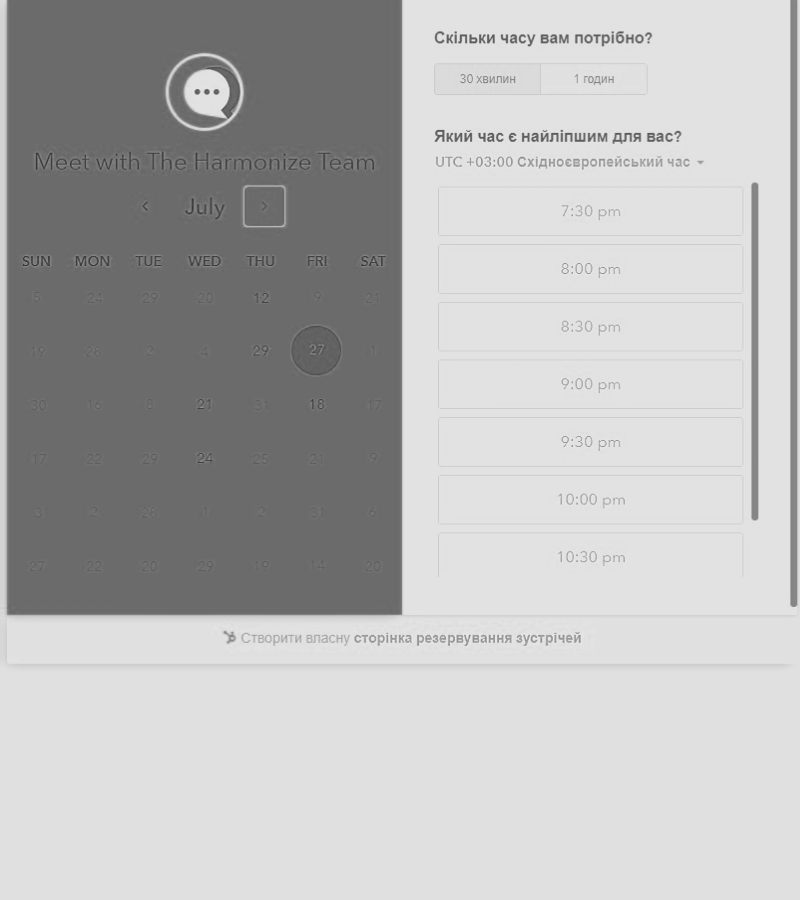 Meet with The Harmonize Team
July
SUN MON TUE WED THU FRI SAT
5 24 29 20 12 9 21
19 28 2 4 29 27 1
30 16 8 21 31 18 17
17 22 29 24 25 21 9
3 2 28 1 2 31 6
27 22 20 29 19 14 20
Скільки часу вам потрібно?
30 хвилин 1 годин
Який час є найліпшим для вас?
UTC +03:00 Східноєвропейський час
7:30 pm
8:00 pm
8:30 pm
9:00 pm
9:30 pm
10:00 pm
10:30 pm
Створити власну сторінка резервування зустрічей